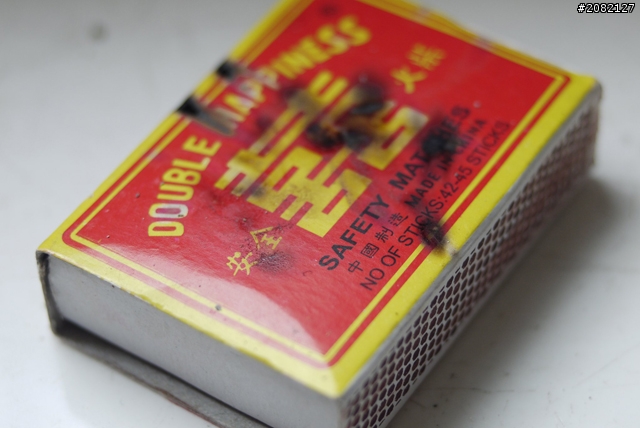 #2082127
DOUBLE HAPPINESS
安全 火柴
SAFETY MATCHES
中國制造 MADE IN CHINA
NO OF STICKS:42-45 STICKS